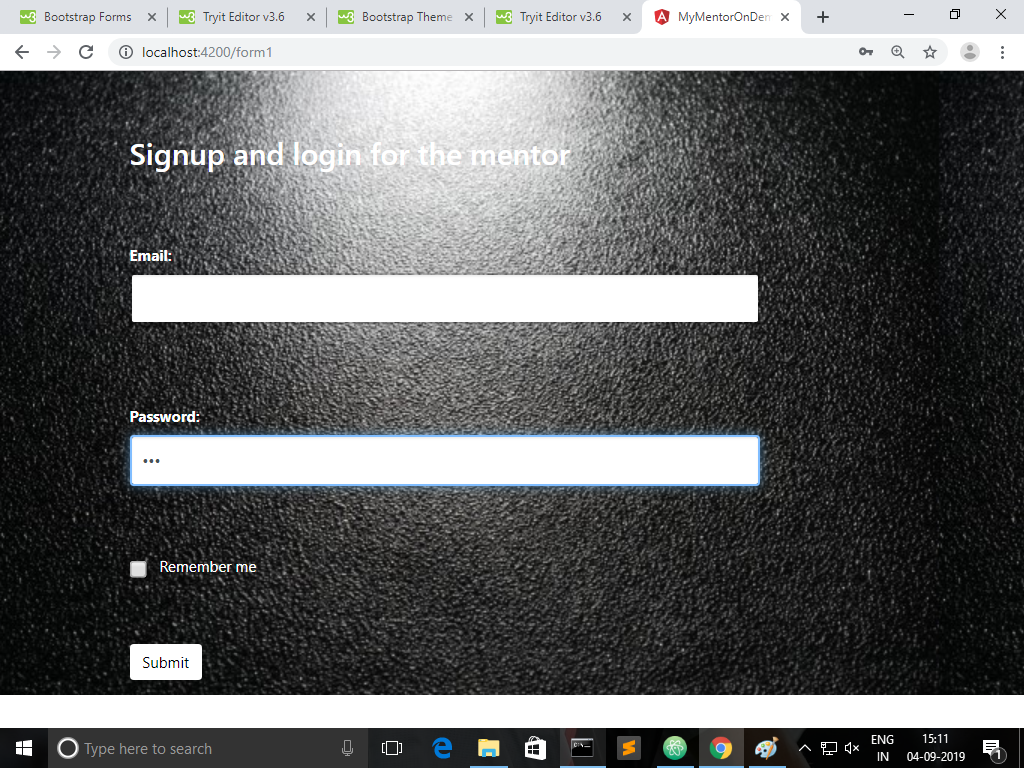 Bootstrap Forms
Tryit Editor v3.6
Bootstrap Theme
Tryit Editor v3.6
MyMentorOnDen
localhost:4200/form1
Signup and login for the mentor
Email:
Password:
Remember me
Submit
Type here to search
ENG
IN
15:11
04-09-2019
1